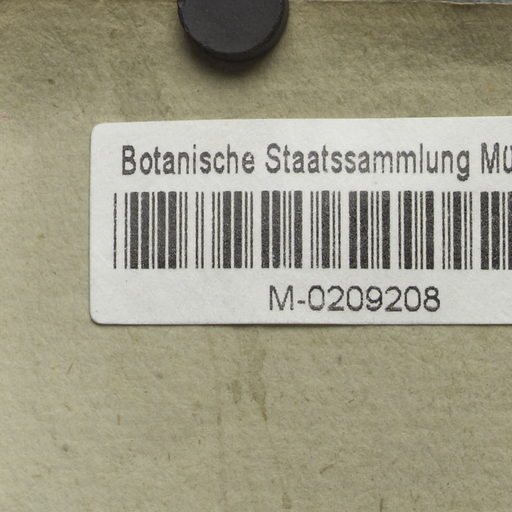 Botanische Staatssammlung Mü
M-0209208